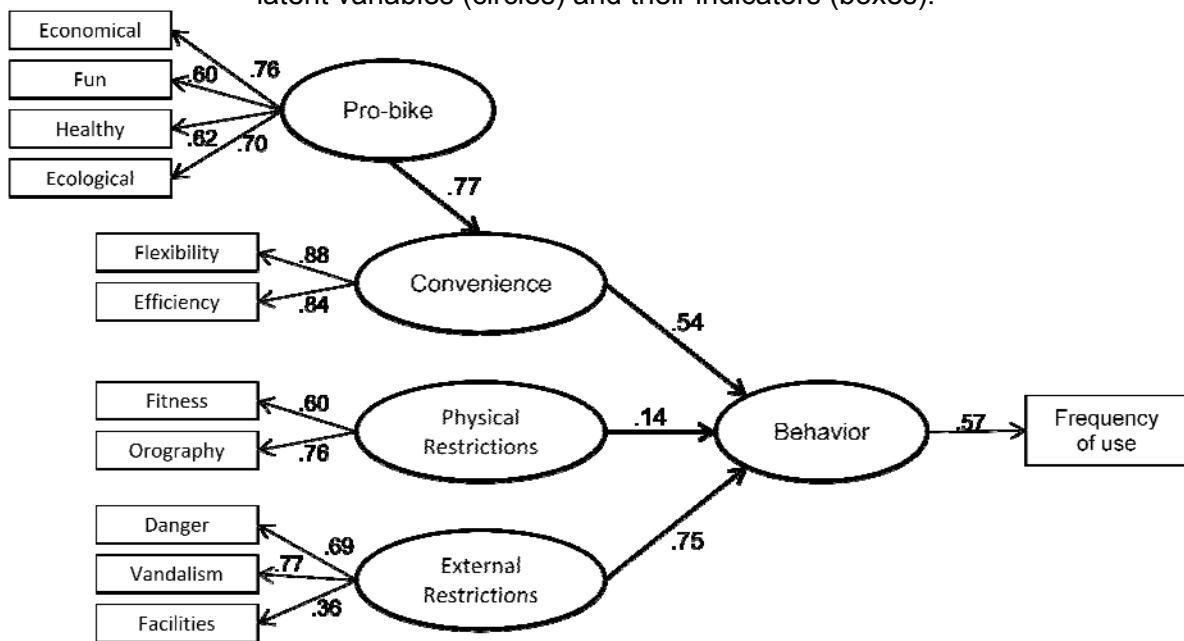 latent variables (circles) and their indicators (boxes).
Economical
Fun
Healthy
Ecological
.76
.60
.62
.70
Pro-bike
.77
Flexibility
Efficiency
.88
.84
Convenience
.54
Fitness
Orography
.60
.76
Physical
Restrictions
.14
Behavior
.57
Frequency
of use
Danger
Vandalism
Facilities
.69
.77
.36
External
Restrictions
.75